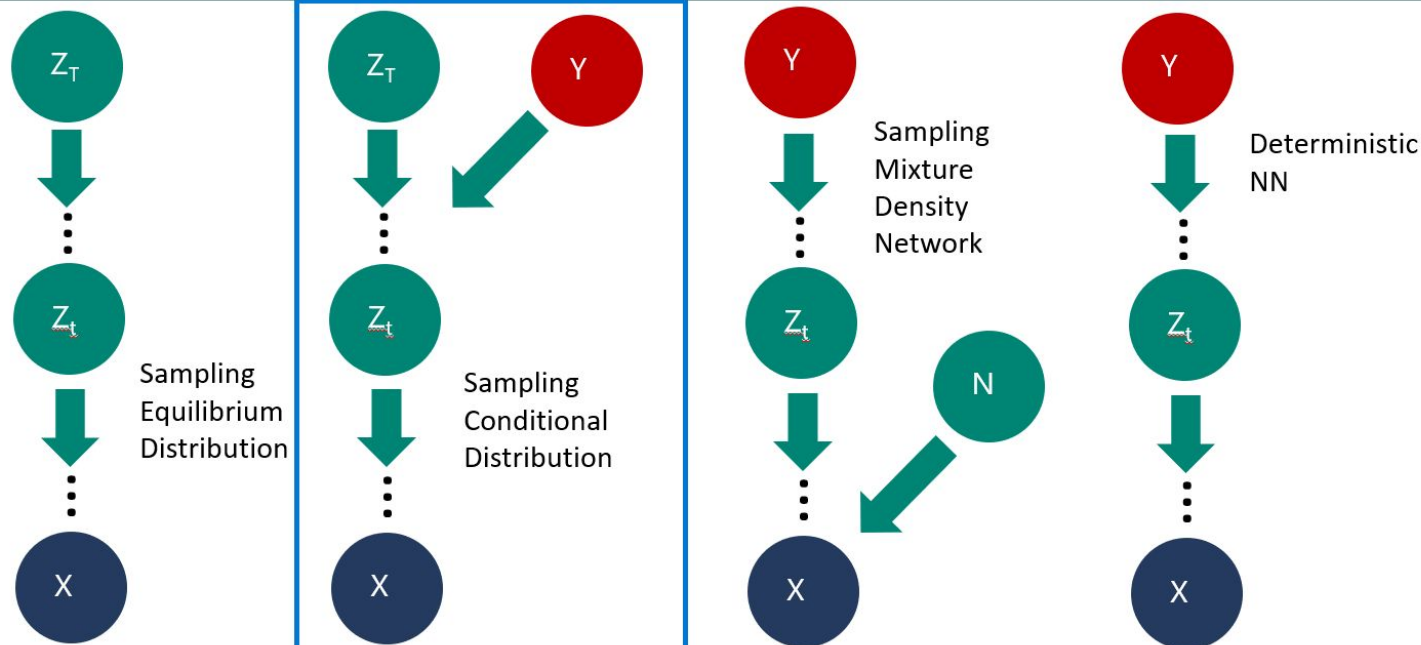 Z_T
Z_t
Sampling
Equilibrium
Distribution
X
Z_T
Y
Z_t
Sampling
Conditional
Distribution
X
Y
Sampling
Mixture
Density
Network
Z_t
N
X
Y
Deterministic
NN
Z_t
X